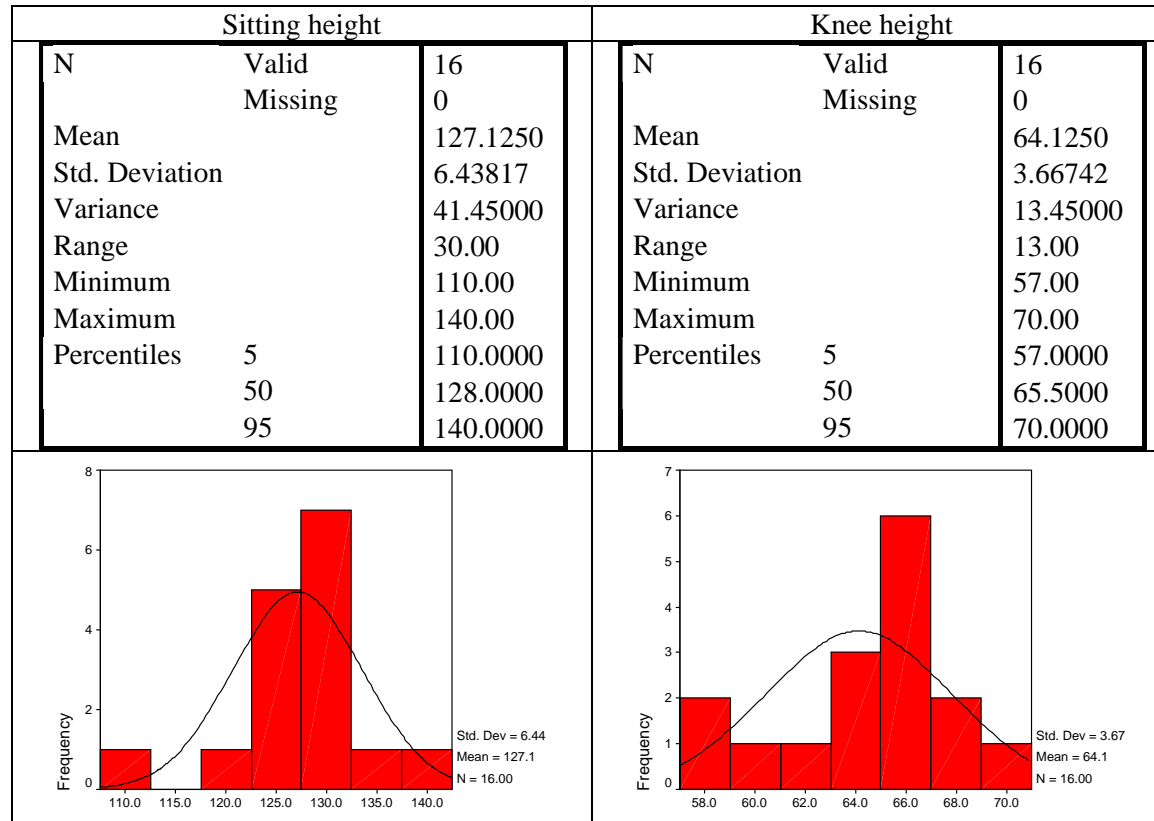 Sitting height
N Valid 16
Missing 0
Mean 127.1250
Std. Deviation 6.43817
Variance 41.45000
Range 30.00
Minimum 110.00
Maximum 140.00
Percentiles 5 110.0000
50 128.0000
95 140.0000
Knee height
N Valid 16
Missing 0
Mean 64.1250
Std. Deviation 3.66742
Variance 13.45000
Range 13.00
Minimum 57.00
Maximum 70.00
Percentiles 5 57.0000
50 65.5000
95 70.0000
8
6
4
2
0
Frequency
110.0 115.0 120.0 125.0 130.0 135.0 140.0
Std. Dev = 6.44
Mean = 127.1
N = 16.00
7
6
5
4
3
2
1
0
Frequency
58.0 60.0 62.0 64.0 66.0 68.0 70.0
Std. Dev = 3.67
Mean = 64.1
N = 16.00